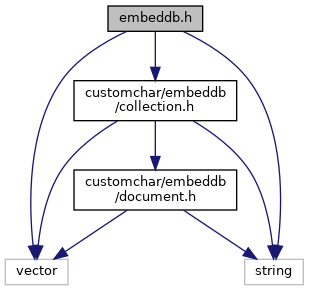 embeddb.h
customchar/embeddb
/collection.h
customchar/embeddb
/document.h
vector
string